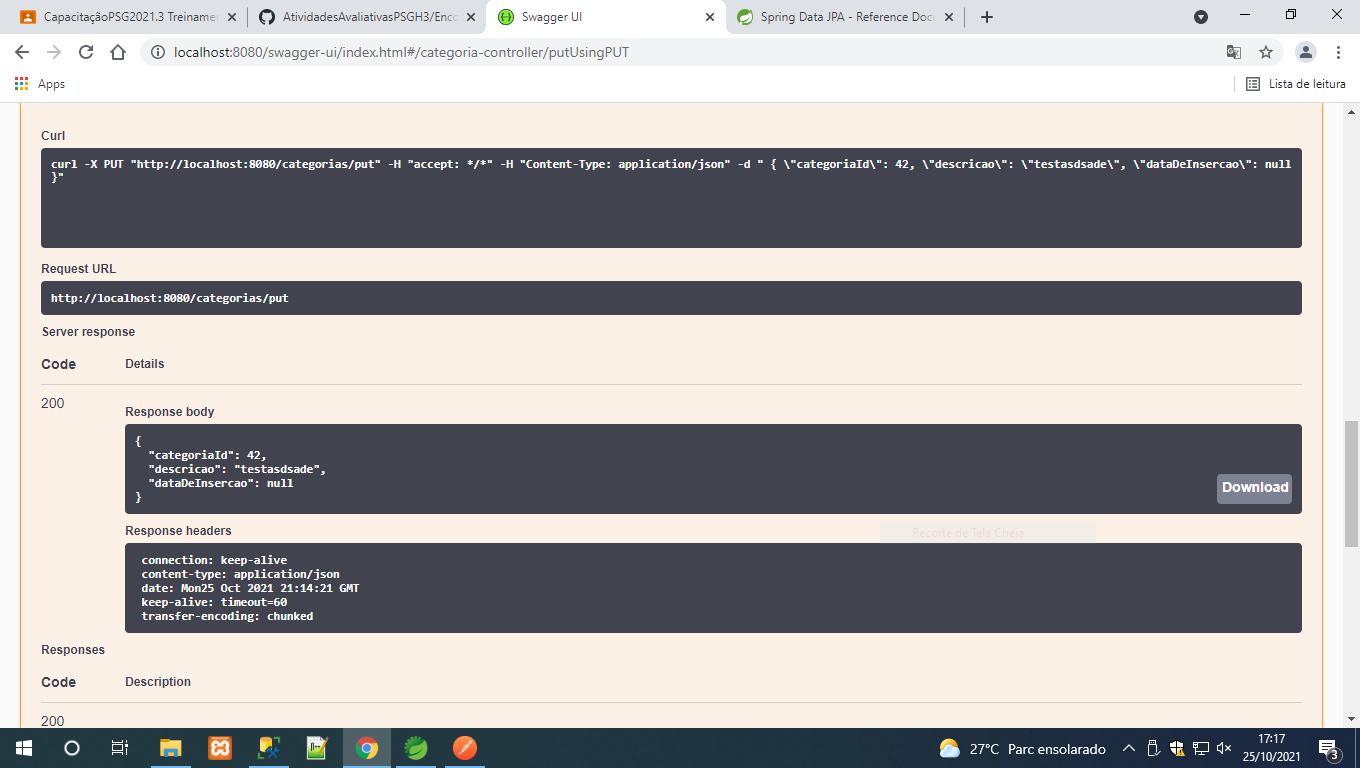 CapacitaçãoPSG2021.3 Treiname
AtividadesAvaliativasPSGH3/Enco
Swagger UI
Spring Data JPA - Reference Docu
localhost:8080/swagger-ui/index.html#/categoria-controller/putUsingPUT
Apps
Lista de leitura
Curl
curl -X PUT "http://localhost:8080/categorias/put" -H "accept: */*" -H "Content-Type: application/json" -d " { \"categoriaId\": 42, \"descricao\": \"testasdsade\", \"dataDeInsercao\": null
}"
Request URL
http://localhost:8080/categorias/put
Server response
Code Details
200
Response body
{
"categoriaId": 42,
"descricao": "testasdsade",
"dataDeInsercao": null
}
Download
Response headers
Recorte de Tela Cheia
connection: keep-alive
content-type: application/json
date: Mon25 Oct 2021 21:14:21 GMT
keep-alive: timeout=60
transfer-encoding: chunked
Responses
Code Description
200
27°C Parc ensolarado
17:17
25/10/2021
3